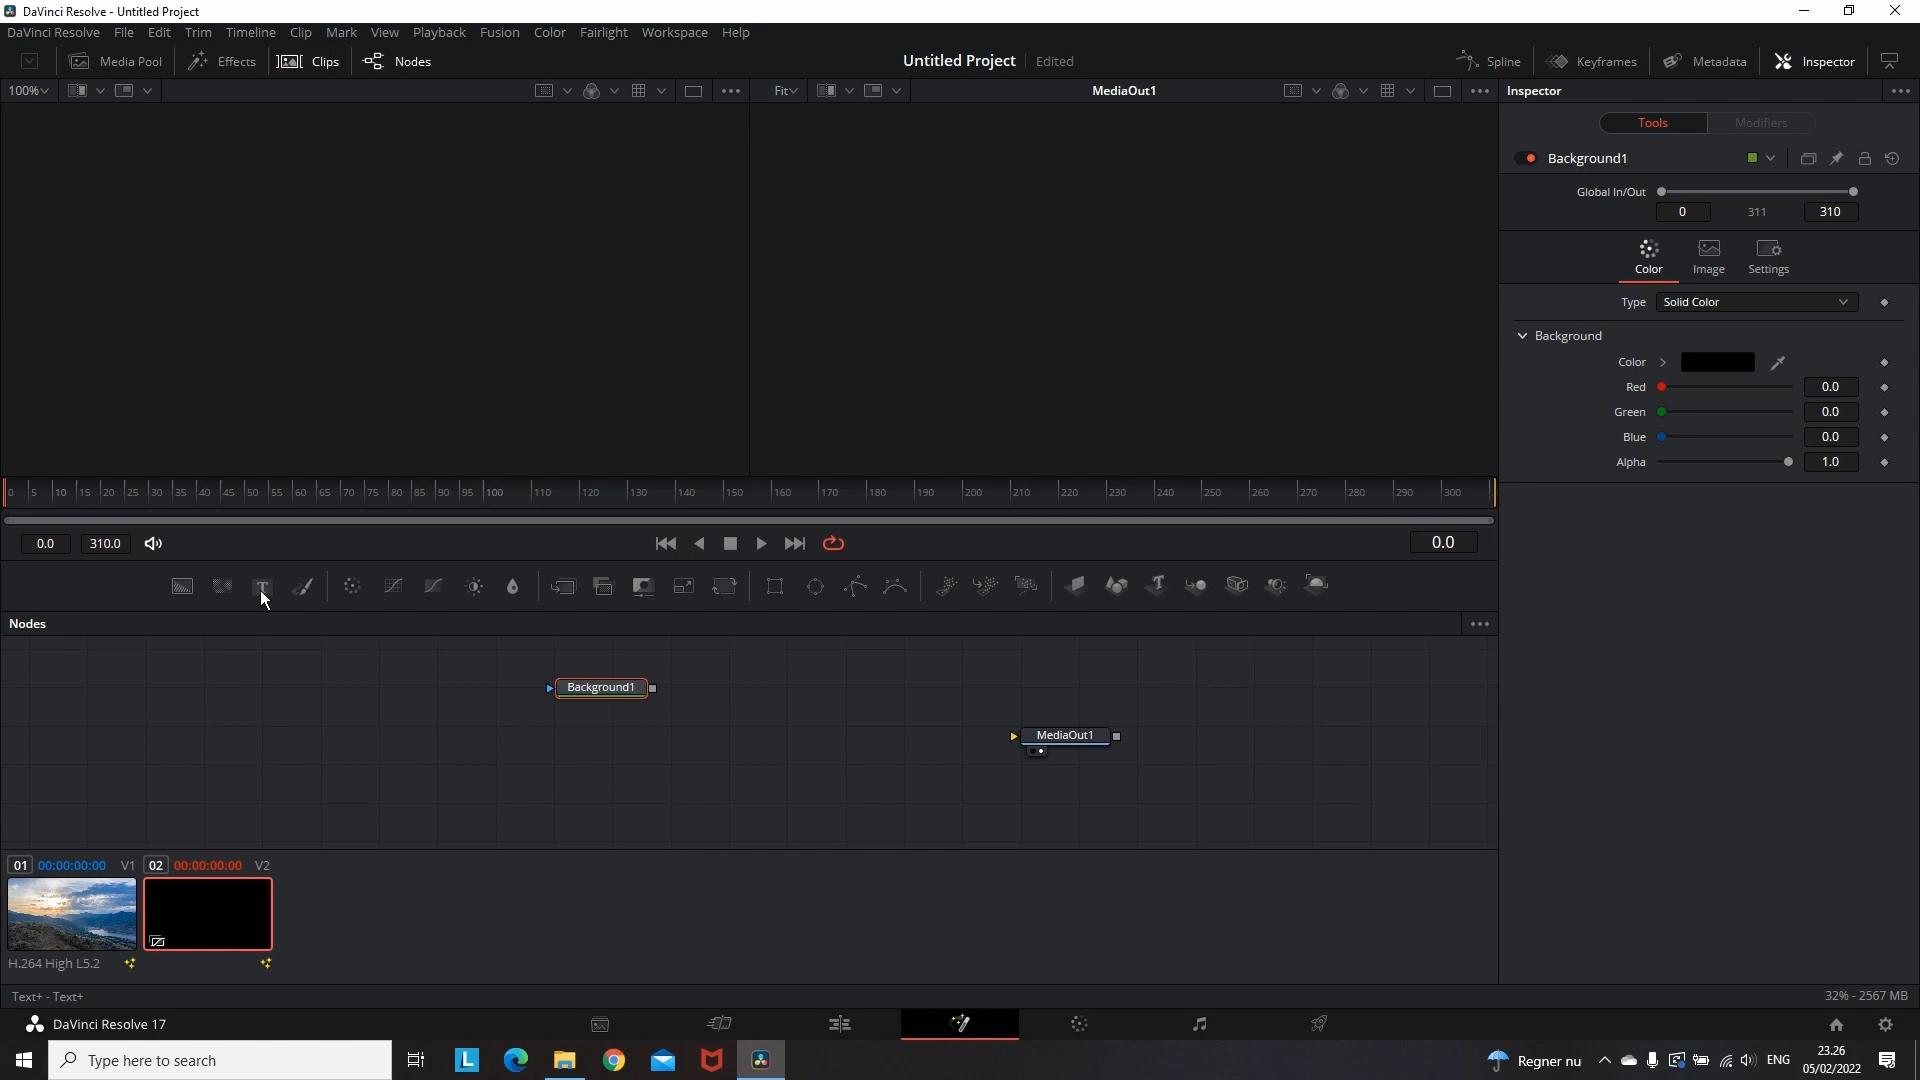 DaVinci Resolve - Untitled Project
DaVinci Resolve File Edit Trim Timeline Clip Mark View Playback Fusion Color Fairlight Workspace Help
Media Pool Effects Clips Nodes Untitled Project Edited Spline Keyframes Metadata Inspector
100% Fit MediaOut1 Inspector
Tools Modifiers
Background1
Global In/Out
0 311 310
Color Image Settings
Type Solid Color
Background
Color
Red 0.0
Green 0.0
Blue 0.0
Alpha 1.0
0 5 10 15 20 25 30 35 40 45 50 55 60 65 70 75 80 85 90 95 100 110 120 130 140 150 160 170 180 190 200 210 220 230 240 250 260 270 280 290 300
0.0 310.0 0.0
T T
Nodes
Background1
MediaOut1
01 00:00:00:00 V1 02 00:00:00:00 V2
H.264 High L5.2
Text+ - Text+ 32% - 2567 MB
DaVinci Resolve 17
Type here to search L Regner nu ENG 23.26
05/02/2022